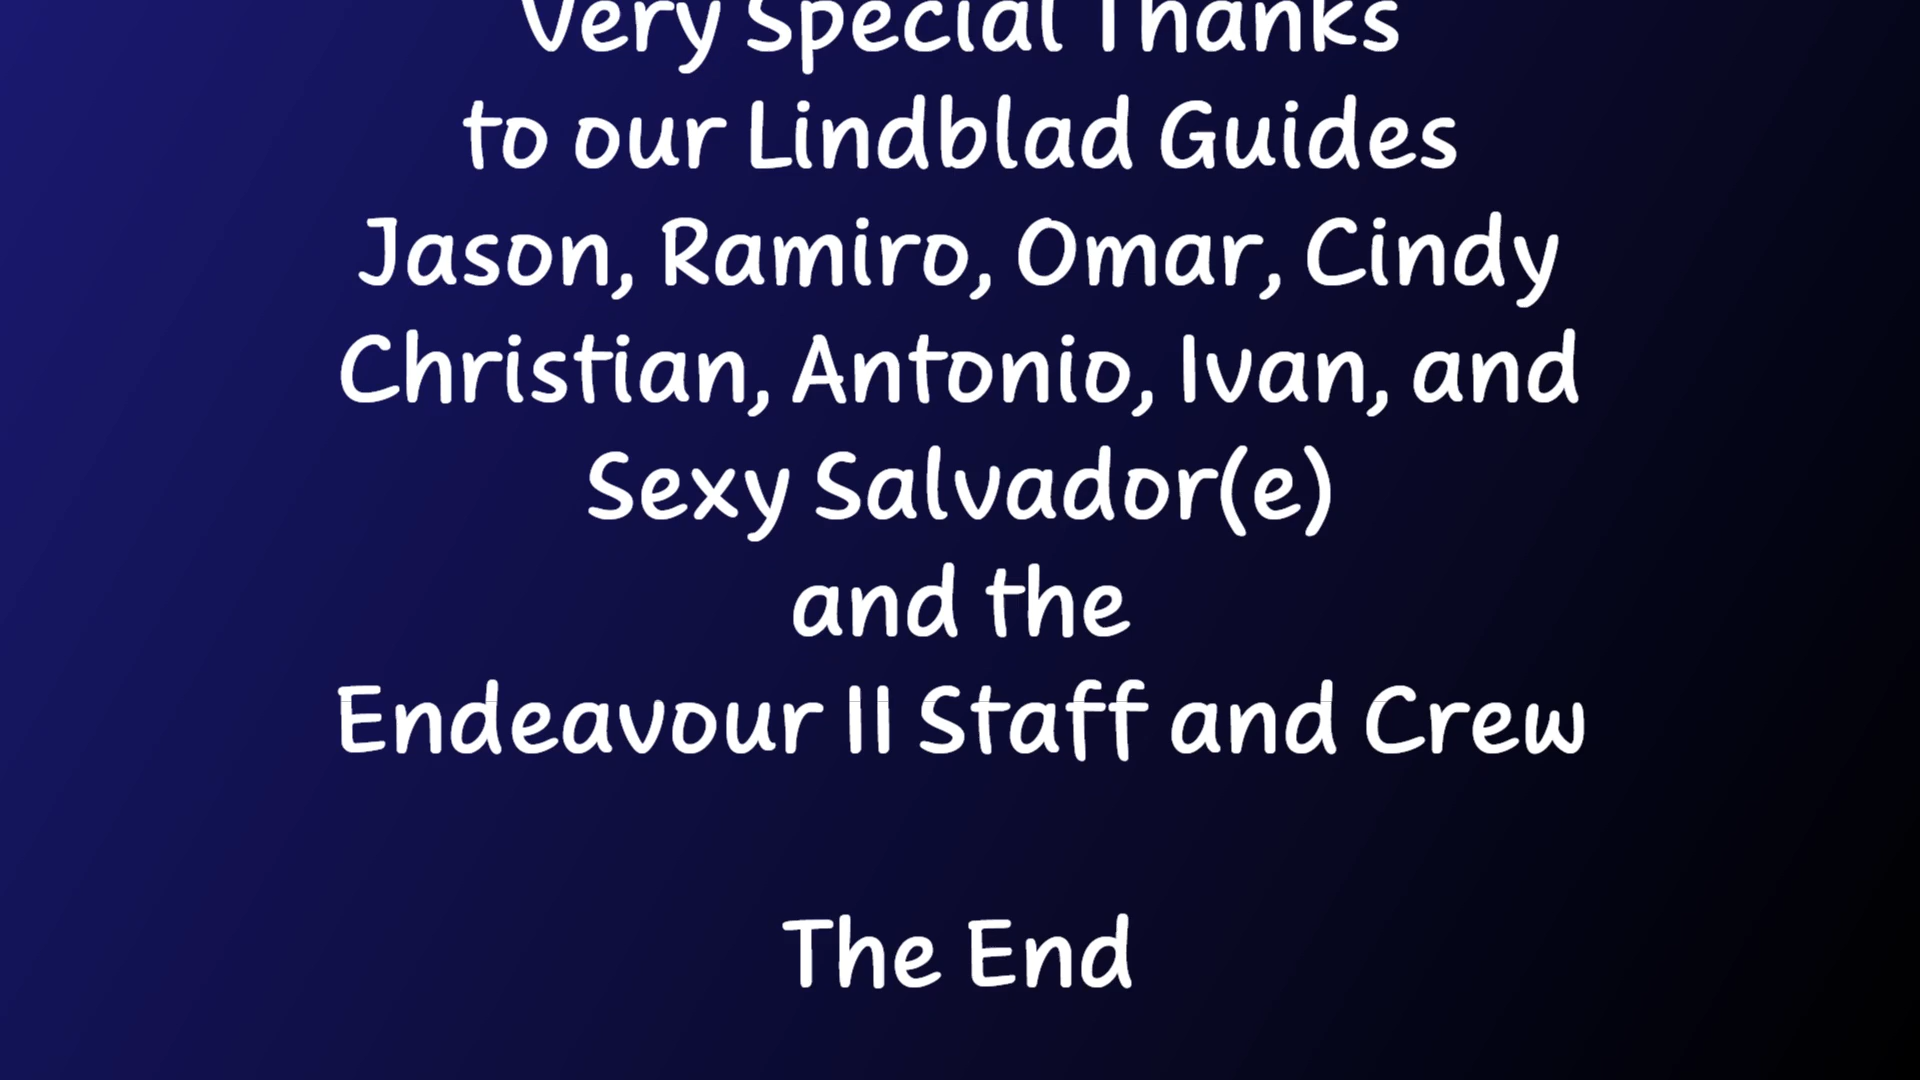 Very Special Thanks
to our Lindblad Guides
Jason, Ramiro, Omar, Cindy
Christian, Antonio, Ivan, and
Sexy Salvador(e)
and the
Endeavour II Staff and Crew
The End